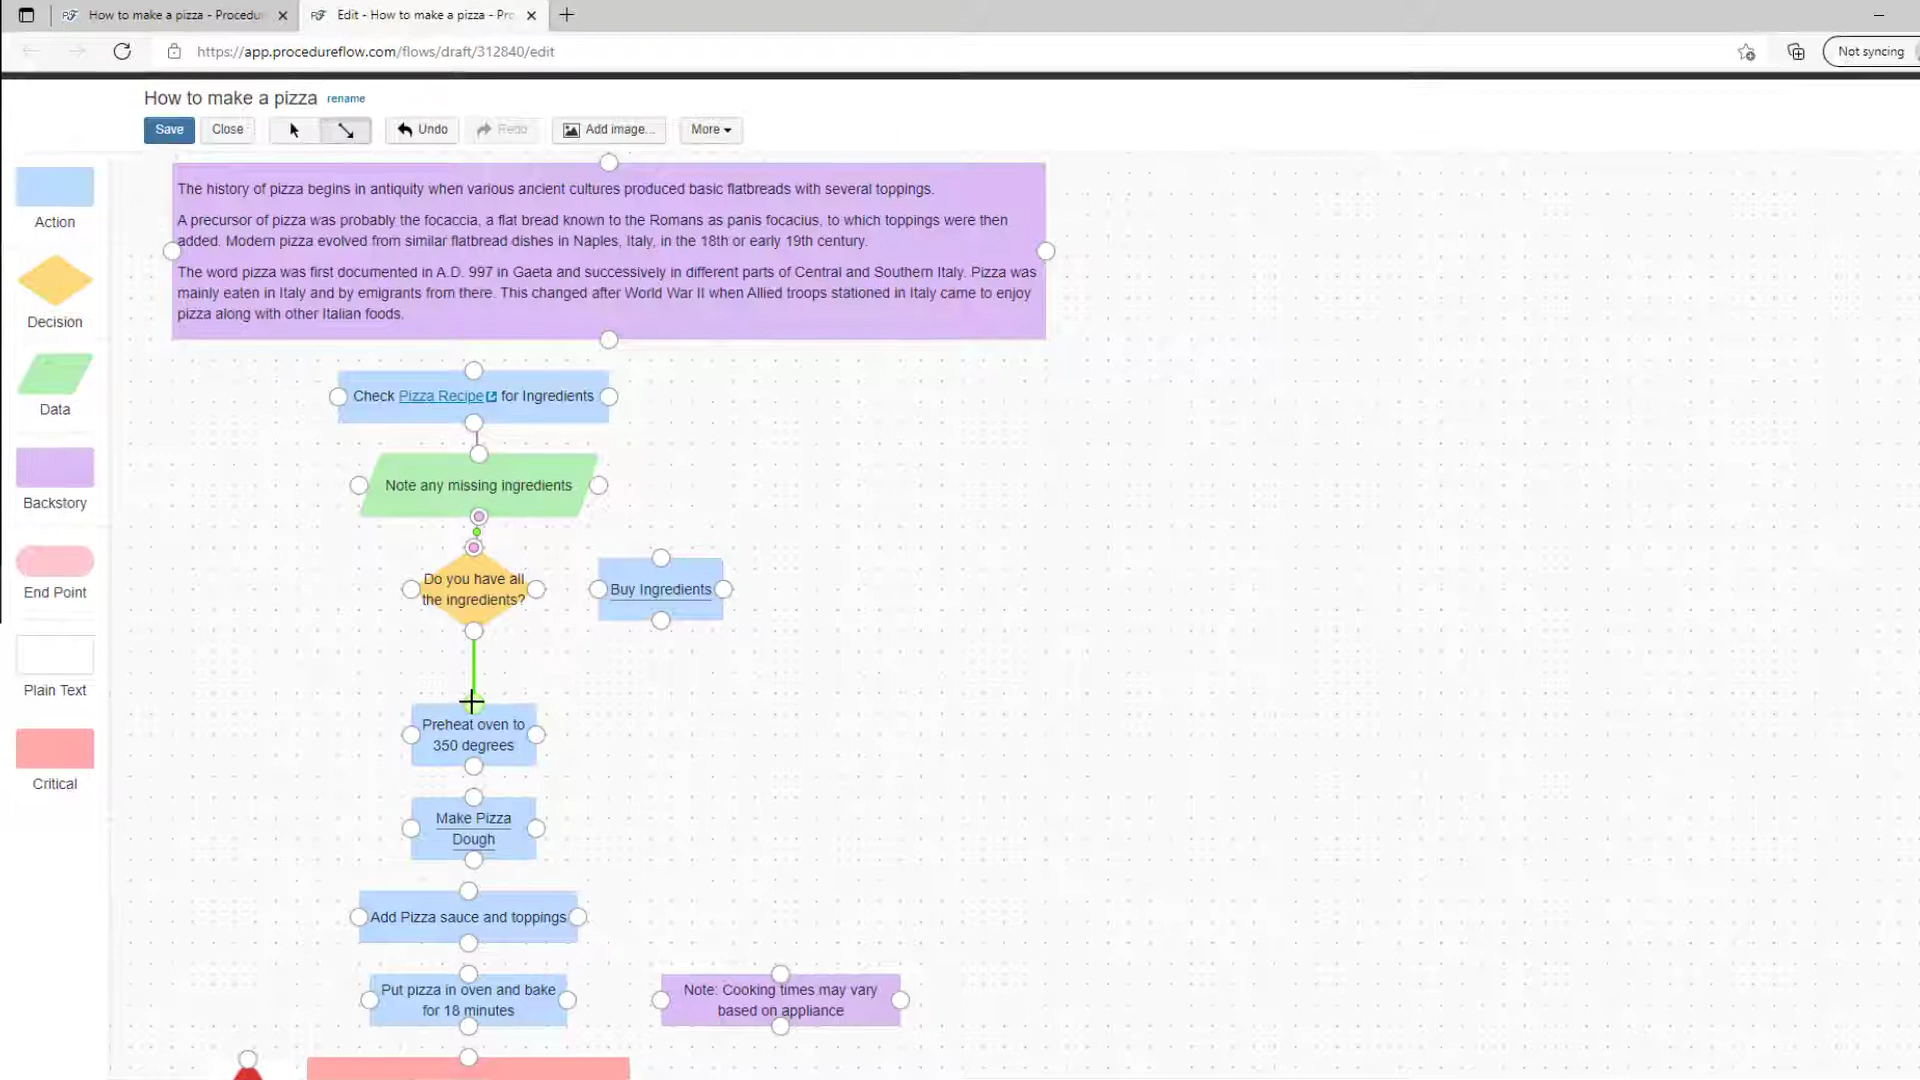 How to make a pizza - Procedu
Edit - How to make a pizza - Pro
https://app.procedureflow.com/flows/draft/312840/edit
Not syncing
How to make a pizza rename
Save Close Undo Redo Add image... More
The history of pizza begins in antiquity when various ancient cultures produced basic flatbreads with several toppings.
A precursor of pizza was probably the focaccia, a flat bread known to the Romans as panis focacius, to which toppings were then
added. Modern pizza evolved from similar flatbread dishes in Naples, Italy, in the 18th or early 19th century.
The word pizza was first documented in A.D. 997 in Gaeta and successively in different parts of Central and Southern Italy. Pizza was
mainly eaten in Italy and by emigrants from there. This changed after World War II when Allied troops stationed in Italy came to enjoy
pizza along with other Italian foods.
Action
Decision
Data
Backstory
End Point
Plain Text
Critical
Check Pizza Recipe for Ingredients
Note any missing ingredients
Do you have all
the ingredients?
Buy Ingredients
Preheat oven to
350 degrees
Make Pizza
Dough
Add Pizza sauce and toppings
Put pizza in oven and bake
for 18 minutes
Note: Cooking times may vary
based on appliance